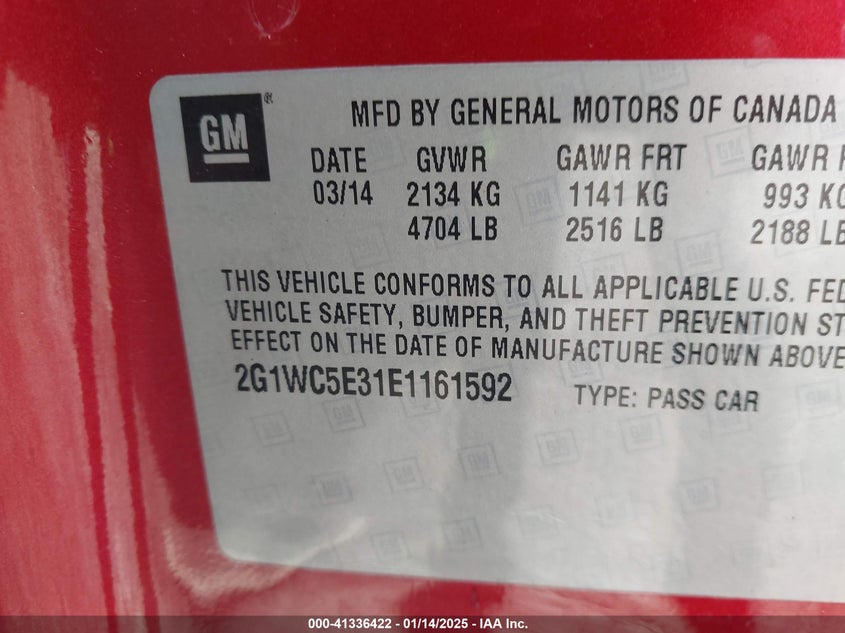 GM®
MFD BY GENERAL MOTORS OF CANADA
DATE GVWR GAWR FRT GAWR
03/14 2134 KG 1141 KG 993 KG
4704 LB 2516 LB 2188 LB
THIS VEHICLE CONFORMS TO ALL APPLICABLE U.S. FED
VEHICLE SAFETY, BUMPER, AND THEFT PREVENTION ST
EFFECT ON THE DATE OF MANUFACTURE SHOWN ABOVE
2G1WC5E31E1161592 TYPE: PASS CAR
000-41336422 - 01/14/2025 - IAA Inc.